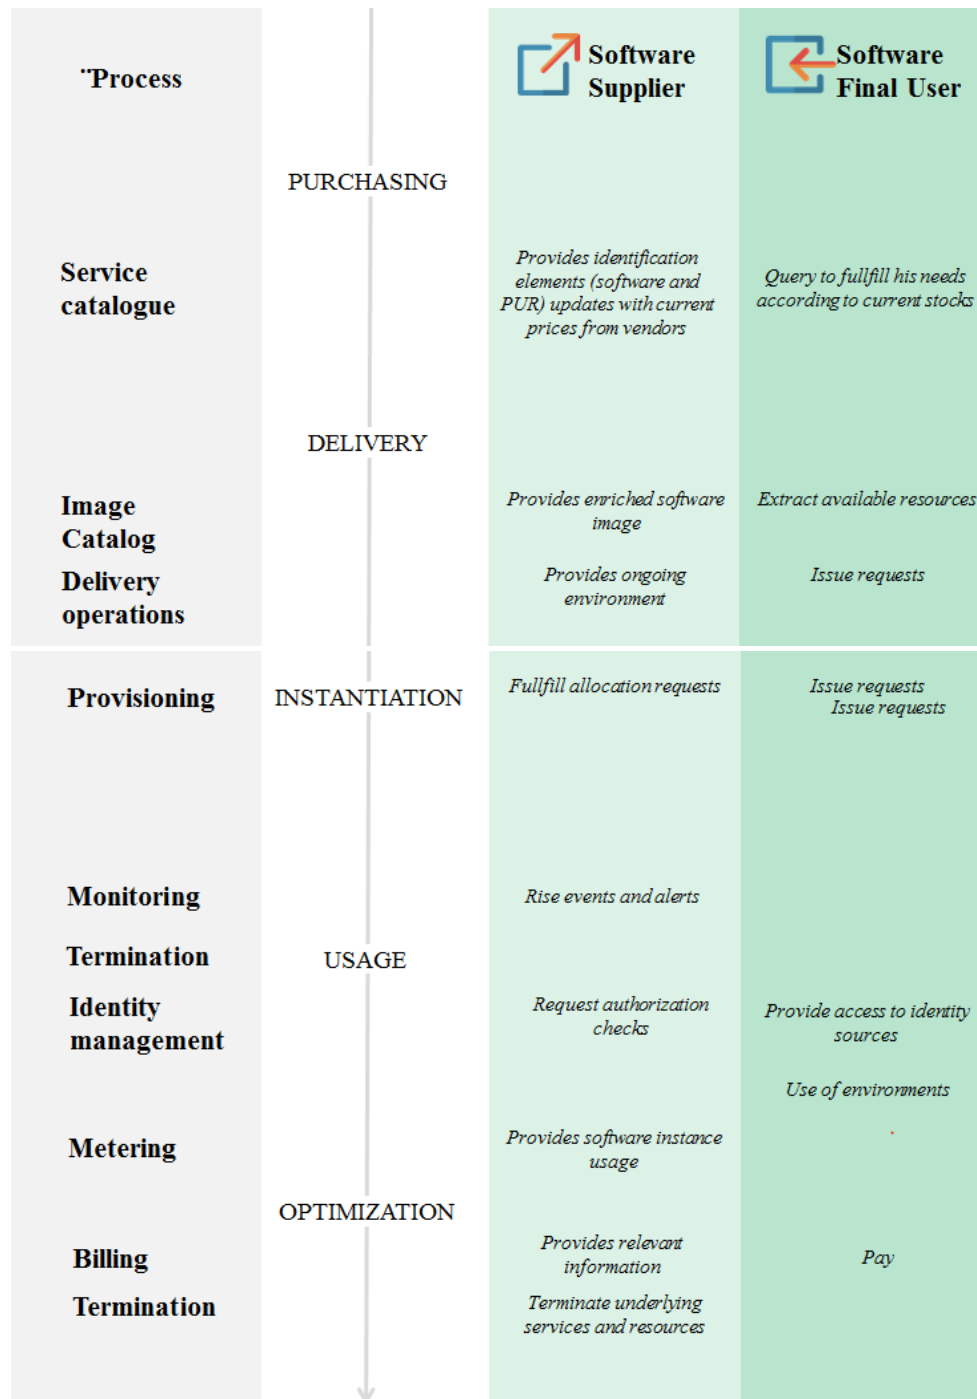 ¨Process
Software
Supplier
Software
Final User
PURCHASING
Service
catalogue
Provides identification
elements (software and
PUR) updates with current
prices from vendors
Query to fullfill his needs
according to current stocks
DELIVERY
Image
Catalog
Provides enriched software
image
Extract available resources
Delivery
operations
Provides ongoing
environment
Issue requests
Provisioning
INSTANTIATION
Fullfill allocation requests
Issue requests
Issue requests
Monitoring
Rise events and alerts
Termination
USAGE
Identity
management
Request authorization
checks
Provide access to identity
sources
Use of environments
Metering
Provides software instance
usage
OPTIMIZATION
Billing
Provides relevant
information
Pay
Termination
Terminate underlying
services and resources